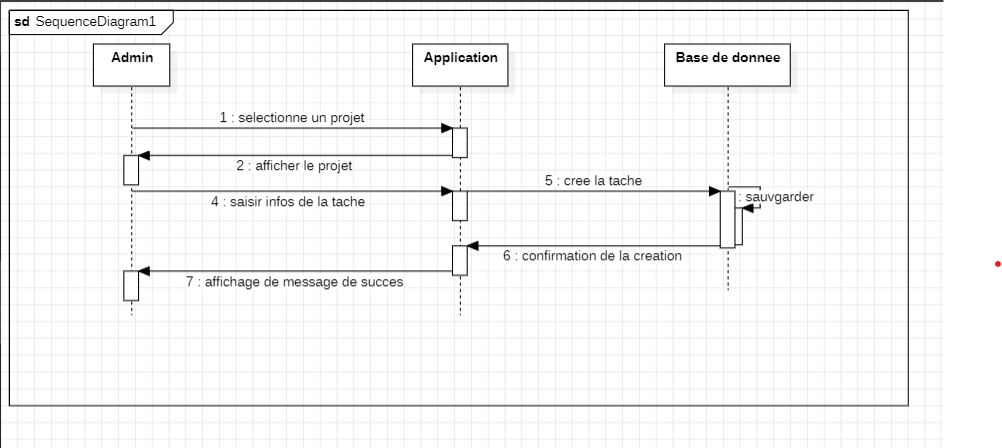 sd SequenceDiagram1
Admin
Application
Base de donnee
1 : selectionne un projet
2 : afficher le projet
5 : cree la tache
4 : saisir infos de la tache
: sauvgarder
6 : confirmation de la creation
7 : affichage de message de succes